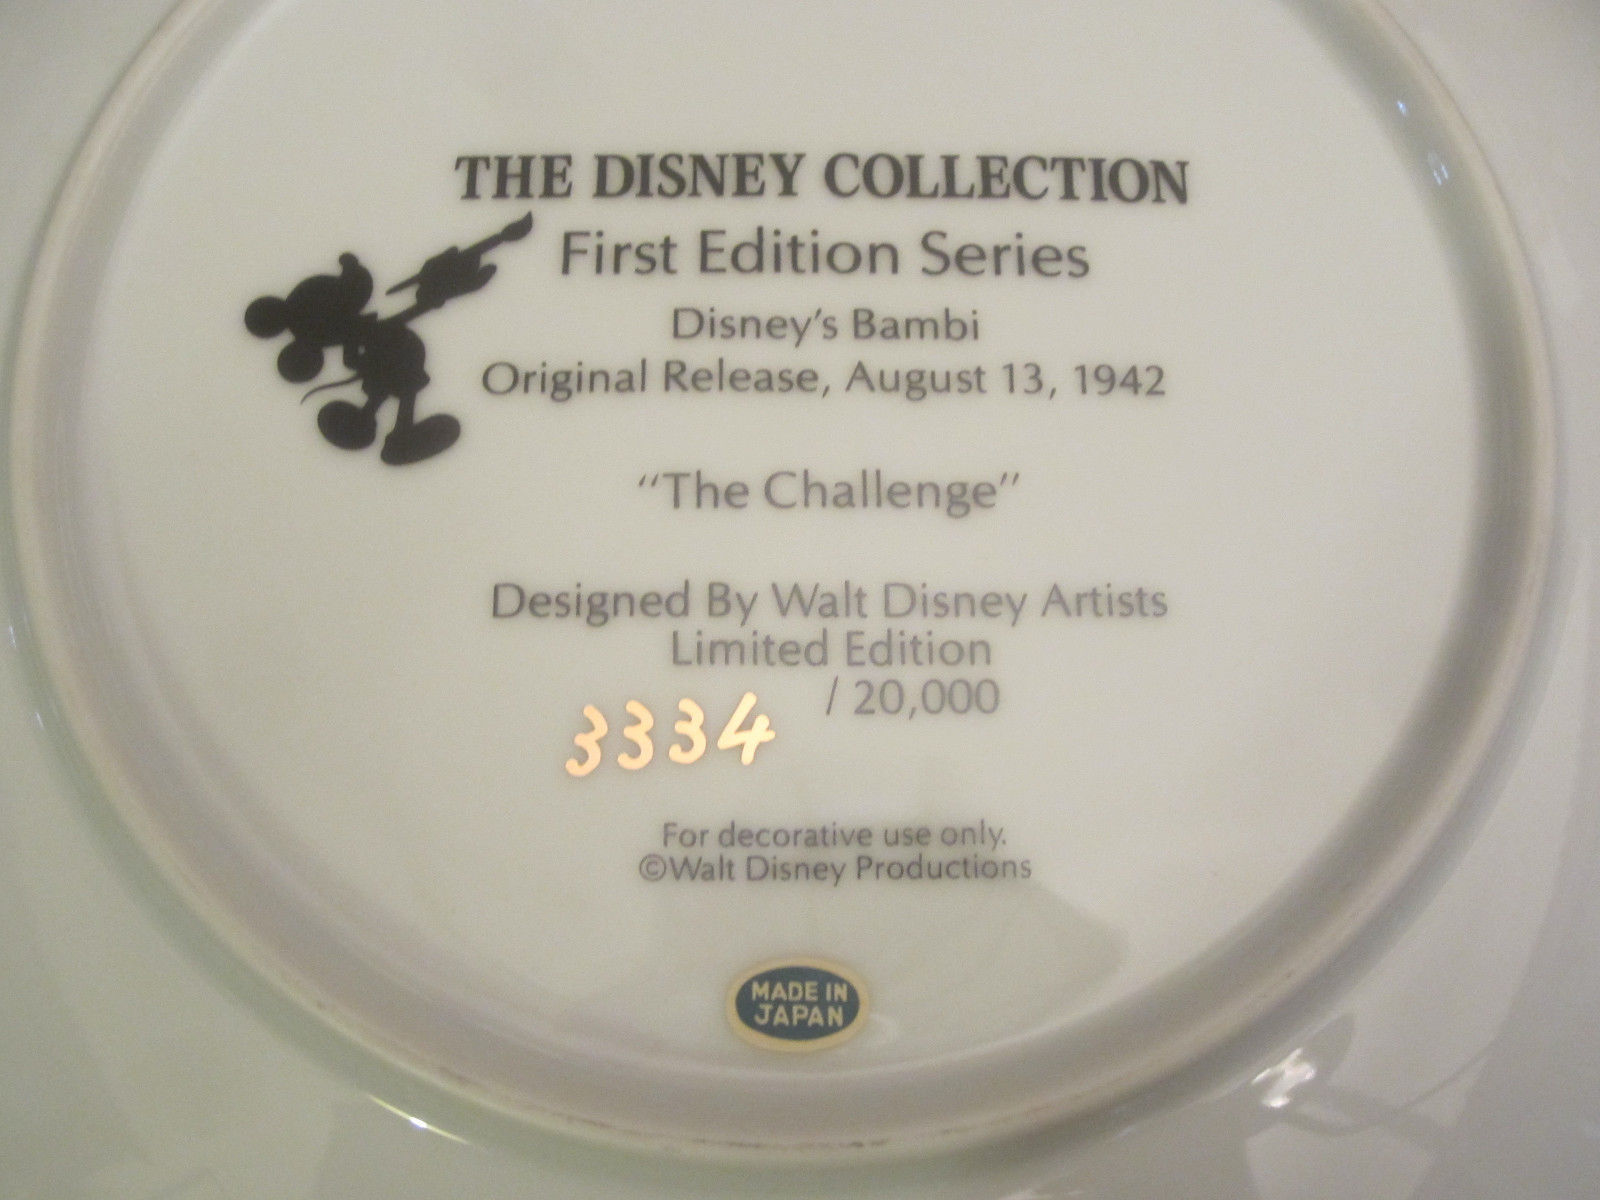 THE DISNEY COLLECTION
First Edition Series
Disney's Bambi
Original Release, August 13, 1942
"The Challenge"
Designed By Walt Disney Artists
Limited Edition
3334 / 20,000
For decorative use only.
©Walt Disney Productions
MADE IN
JAPAN